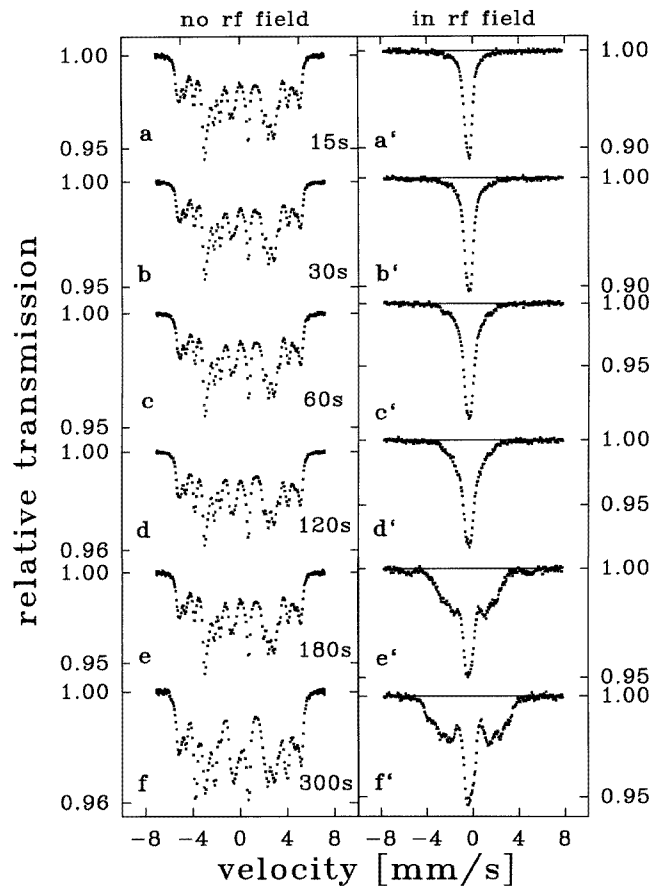 no rf field
in rf field
1.00
0.95
a
15s
1.00
0.90
a‘
1.00
0.95
b
30s
1.00
0.90
b‘
1.00
0.95
c
60s
1.00
0.95
c‘
1.00
0.96
d
120s
1.00
0.95
d‘
1.00
0.95
e
180s
1.00
0.95
e‘
1.00
0.96
f
300s
1.00
0.95
f‘
relative transmission
−8 −4 0 4 8
−8 −4 0 4 8
velocity [mm/s]